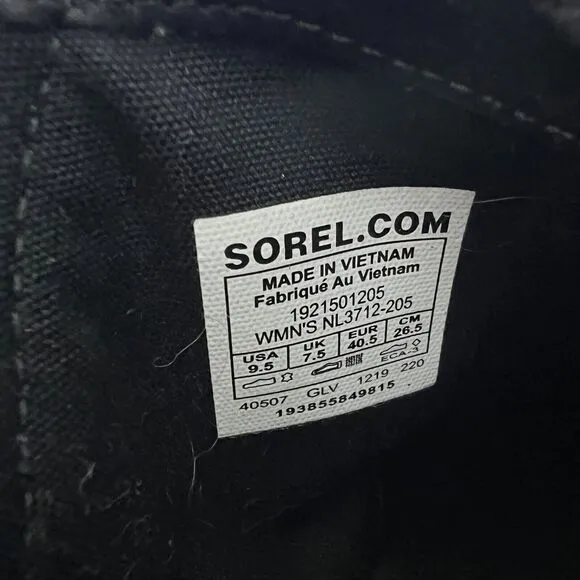 SOREL.COM
MADE IN VIETNAM
Fabriqué Au Vietnam
1921501205
WMN'S NL3712-205
USA UK EUR CM
9.5 7.5 40.5 26.5
ECA-3
40507 GLV 1219 220
193855849815